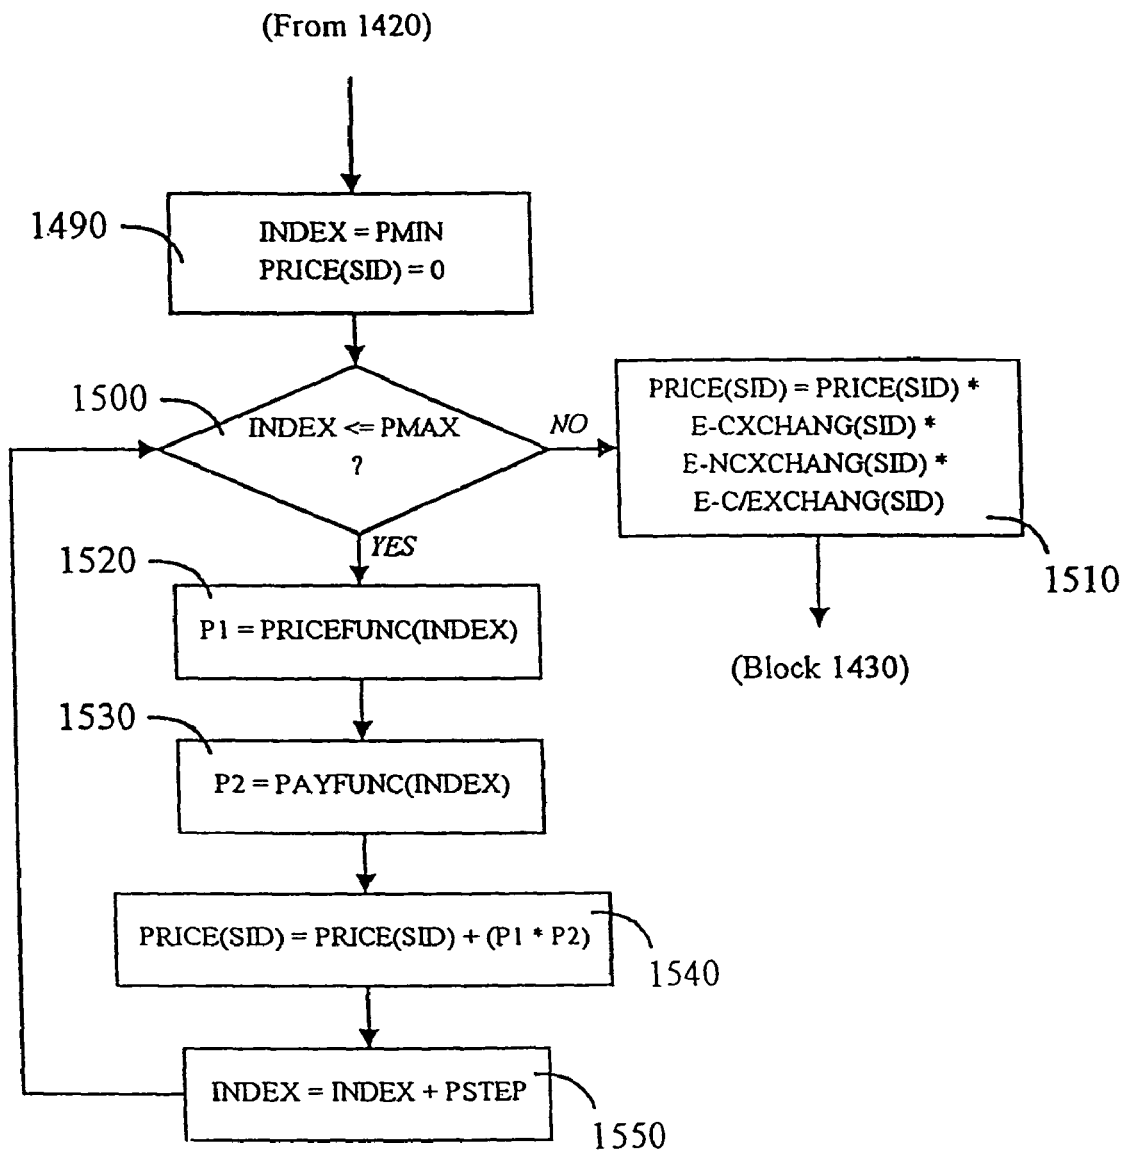 (From 1420)
1490
INDEX = PMIN
PRICE(SID) = 0
1500
INDEX <= PMAX
?
NO
PRICE(SID) = PRICE(SID) *
E-CXCHANG(SID) *
E-NCXCHANG(SID) *
E-C/EXCHANG(SID)
1510
(Block 1430)
YES
1520
P1 = PRICEFUNC(INDEX)
1530
P2 = PAYFUNC(INDEX)
PRICE(SID) = PRICE(SID) + (P1 * P2)
1540
INDEX = INDEX + PSTEP
1550